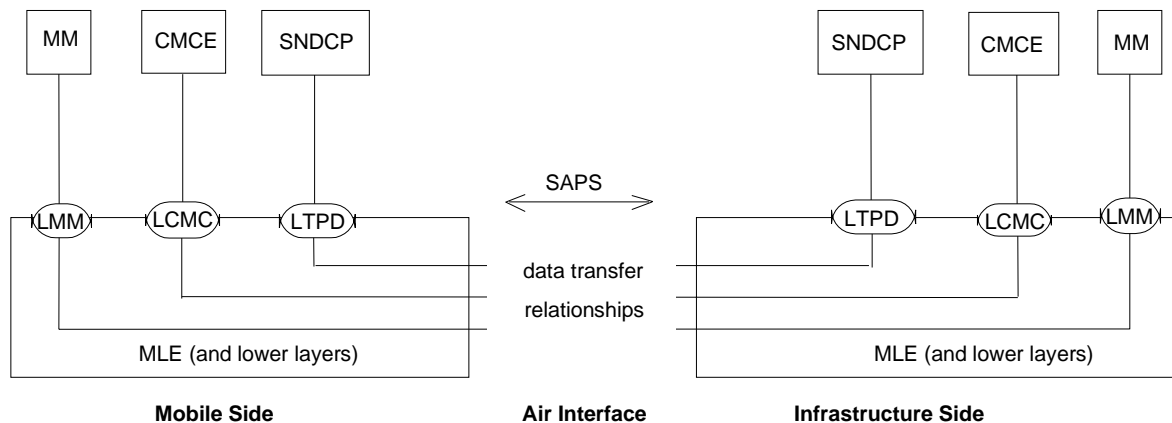 MM CMCE SNDCP SNDCP CMCE MM
SAPS
LMM LCMC LTPD LTPD LCMC LMM
data transfer
relationships
MLE (and lower layers) MLE (and lower layers)
Mobile Side Air Interface Infrastructure Side